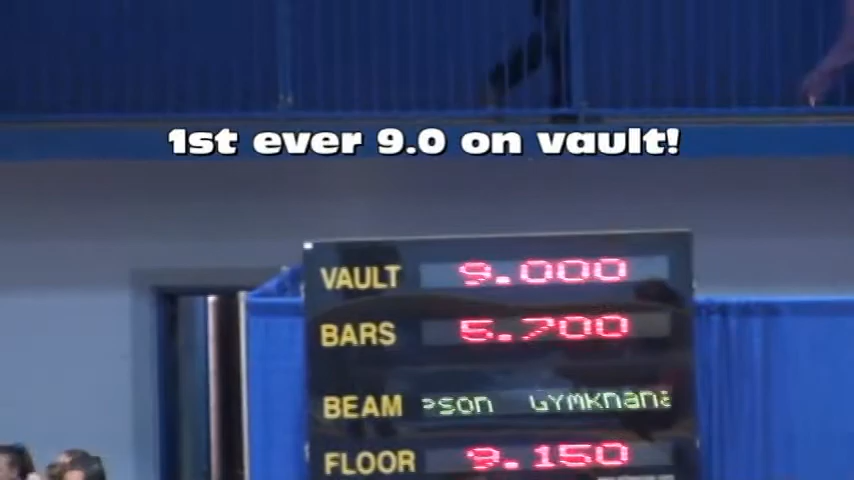 1st ever 9.0 on vault!
VAULT 9.000
BARS 5.700
BEAM
FLOOR 9.150